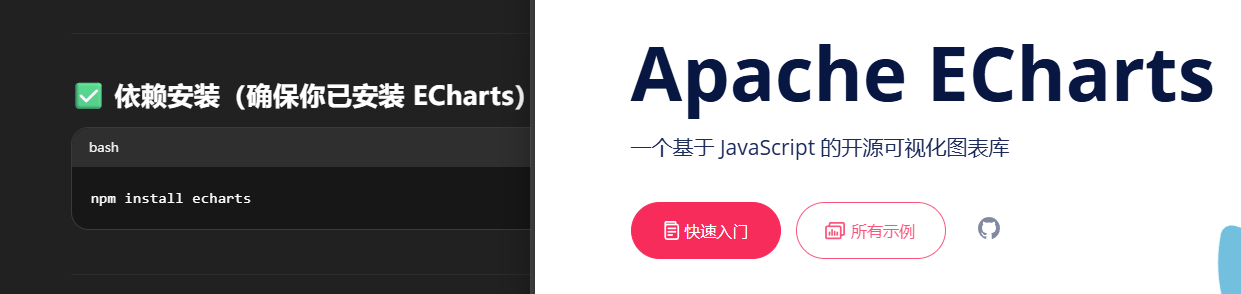 ✅ 依赖安装（确保你已安装 ECharts）
bash
npm install echarts
Apache ECharts
一个基于 JavaScript 的开源可视化图表库
快速入门
所有示例